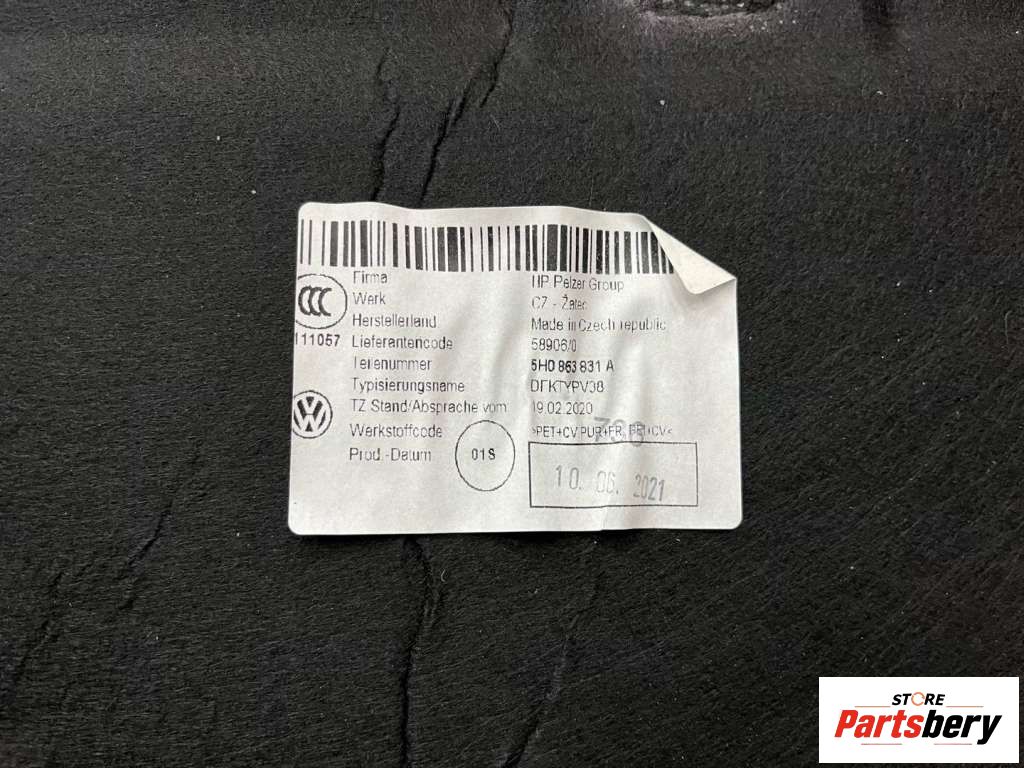 Firma HP Pelzer Group
Werk CZ - Žatec
Herstellerland Made in Czech republic
111057 Lieferantencode 58906/0
Teilenummer 5H0 863 831 A
Typisierungsname
TZ Stand/Absprache vom 19.02.2020
Werkstoffcode >PET+CV PUR+FR, PET+CV<
Prod.-Datum 01S 10. 06. 2021
STORE
Partsbery